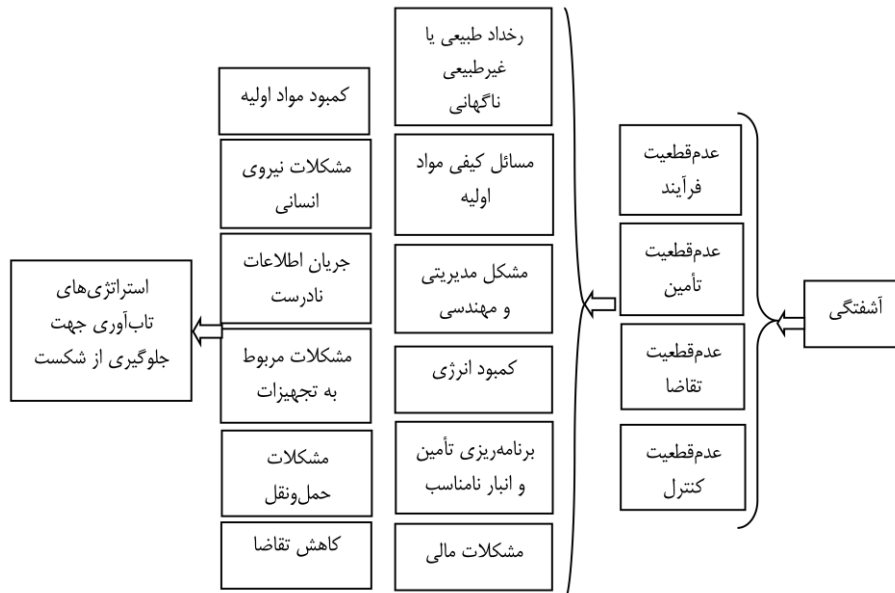 آشفتگی
عدم‌قطعیت
فرآیند
عدم‌قطعیت
تأمین
عدم‌قطعیت
تقاضا
عدم‌قطعیت
کنترل
رخداد طبیعی یا
غیرطبیعی
ناگهانی
مسائل کیفی مواد
اولیه
مشکل مدیریتی
و مهندسی
کمبود انرژی
برنامه‌ریزی تأمین
و انبار نامناسب
مشکلات مالی
کمبود مواد اولیه
مشکلات نیروی
انسانی
جریان اطلاعات
نادرست
مشکلات مربوط
به تجهیزات
مشکلات
حمل‌ونقل
کاهش تقاضا
استراتژی‌های
تاب‌آوری جهت
جلوگیری از شکست